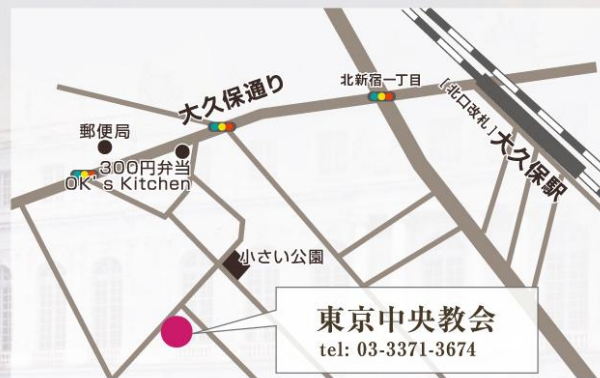 北新宿一丁目
大久保通り
「北口改札」大久保駅
郵便局
300円弁当
OK's Kitchen
小さい公園
東京中央教会
tel: 03-3371-3674